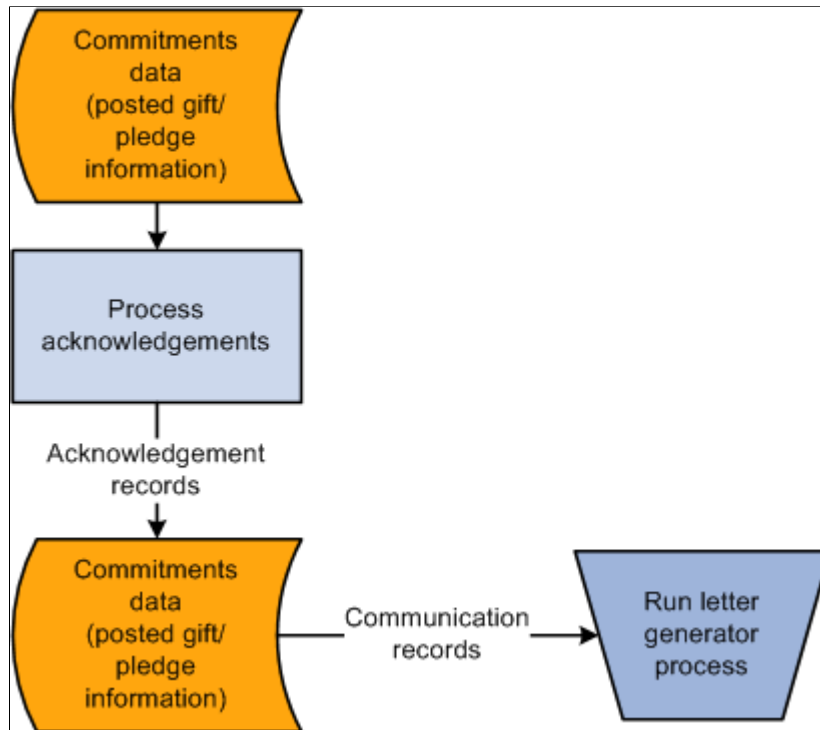 Commitments
data
(posted gift/
pledge
information)
Process
acknowledgements
Acknowledgement
records
Commitments
data
(posted gift/
pledge
information)
Communication
records
Run letter
generator
process